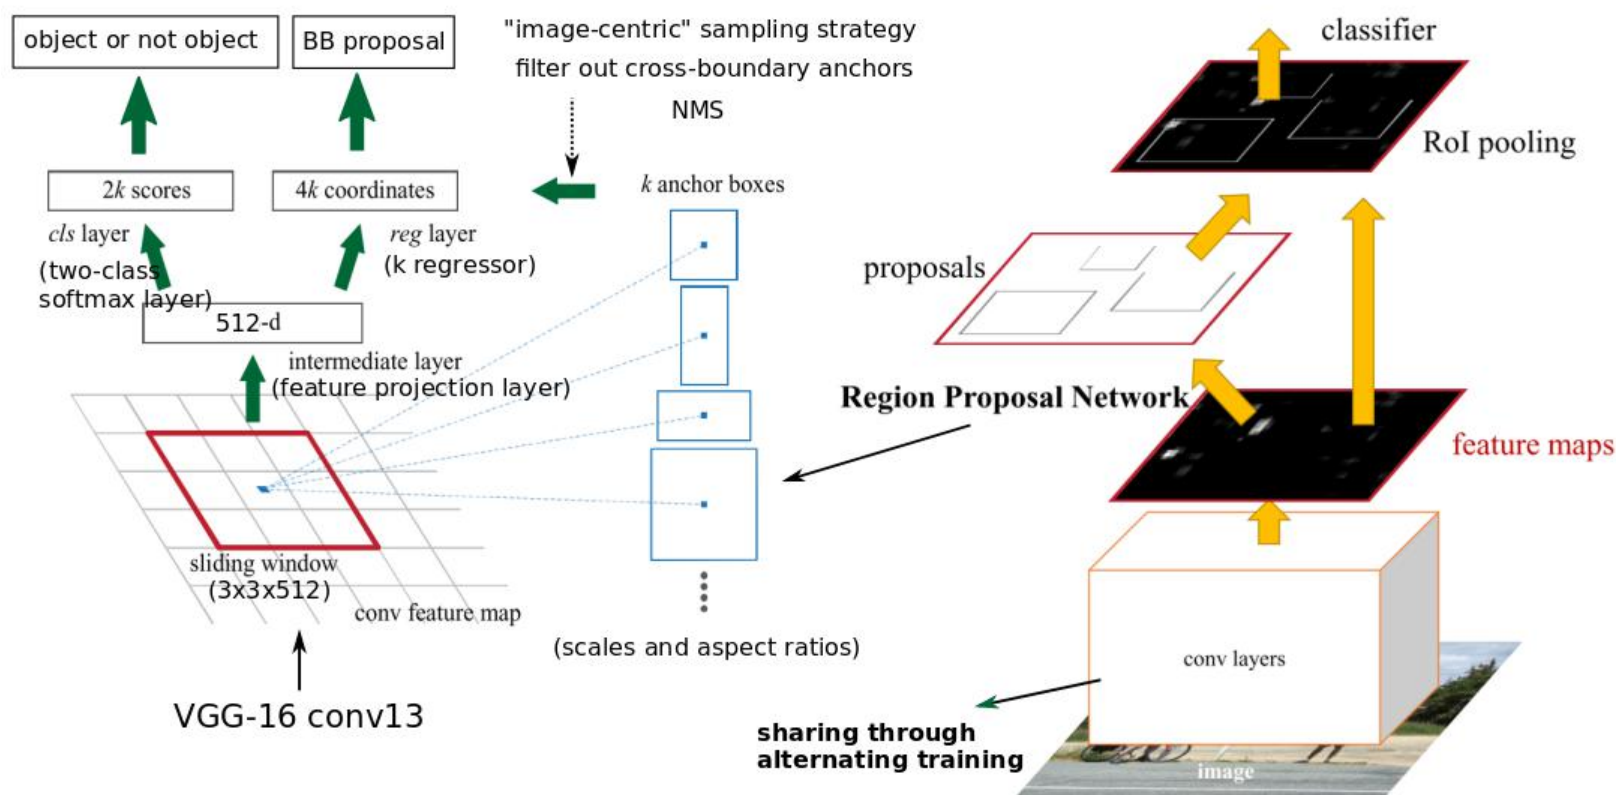 object or not object
BB proposal
"image-centric" sampling strategy
filter out cross-boundary anchors
NMS
2k scores
4k coordinates
k anchor boxes
cls layer
(two-class
softmax layer)
reg layer
(k regressor)
512-d
intermediate layer
(feature projection layer)
sliding window
(3x3x512)
conv feature map
(scales and aspect ratios)
VGG-16 conv13
classifier
RoI pooling
proposals
Region Proposal Network
feature maps
conv layers
sharing through
alternating training
image